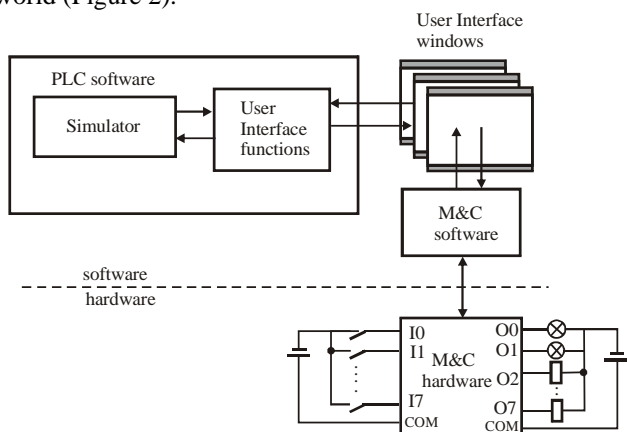 world (Figure 2).
User Interface
windows
PLC software
Simulator
User
Interface
functions
M&C
software
software
hardware
I0
I1
I7
COM
M&C
hardware
O0
O1
O2
O7
COM